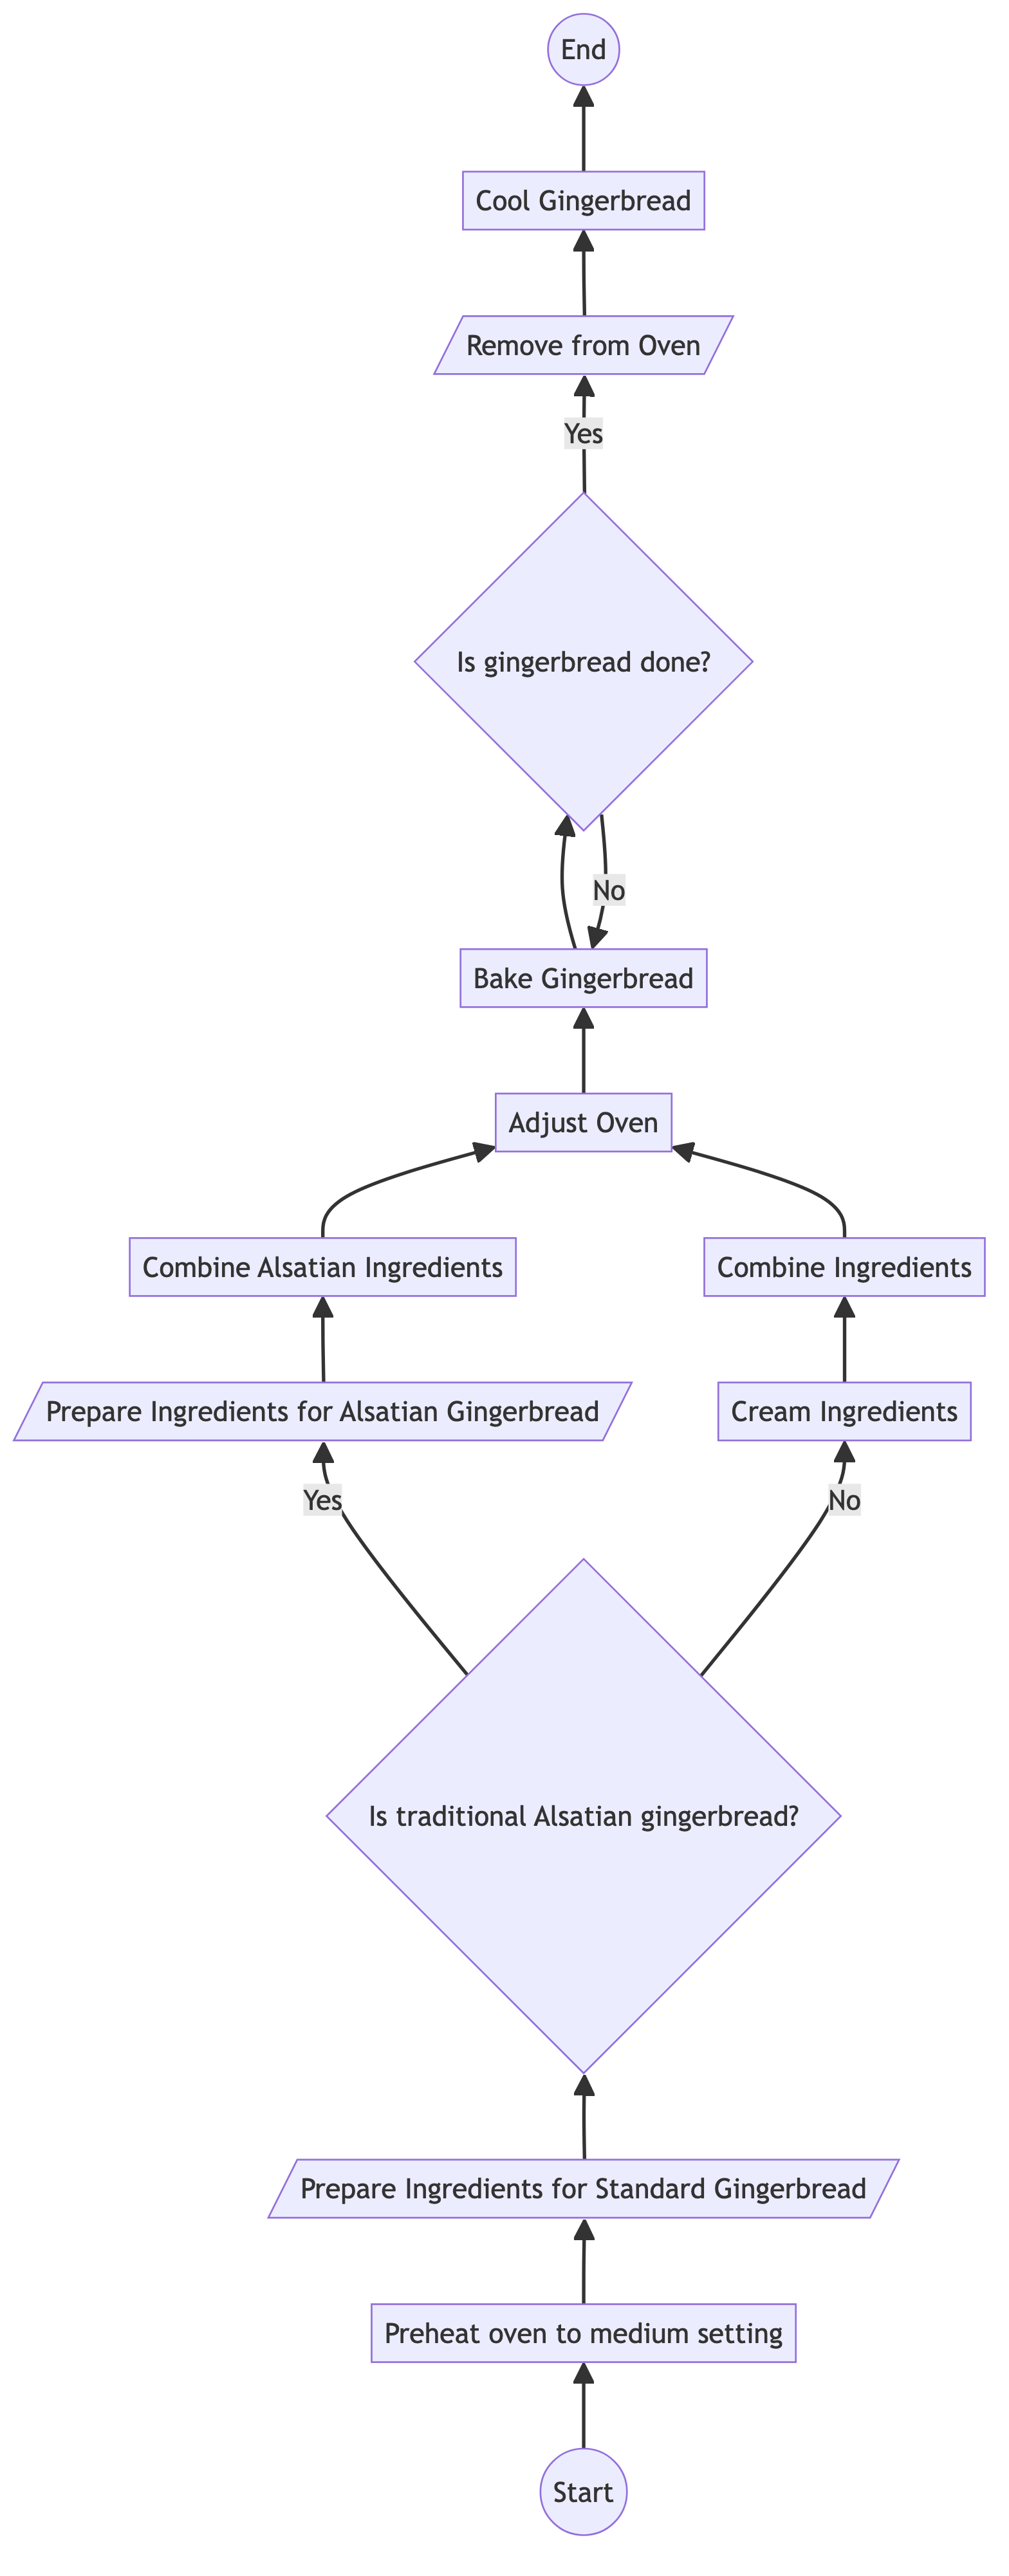 End
Cool Gingerbread
Remove from Oven
Yes
Is gingerbread done?
No
Bake Gingerbread
Adjust Oven
Combine Alsatian Ingredients
Combine Ingredients
Prepare Ingredients for Alsatian Gingerbread
Cream Ingredients
Yes
No
Is traditional Alsatian gingerbread?
Prepare Ingredients for Standard Gingerbread
Preheat oven to medium setting
Start